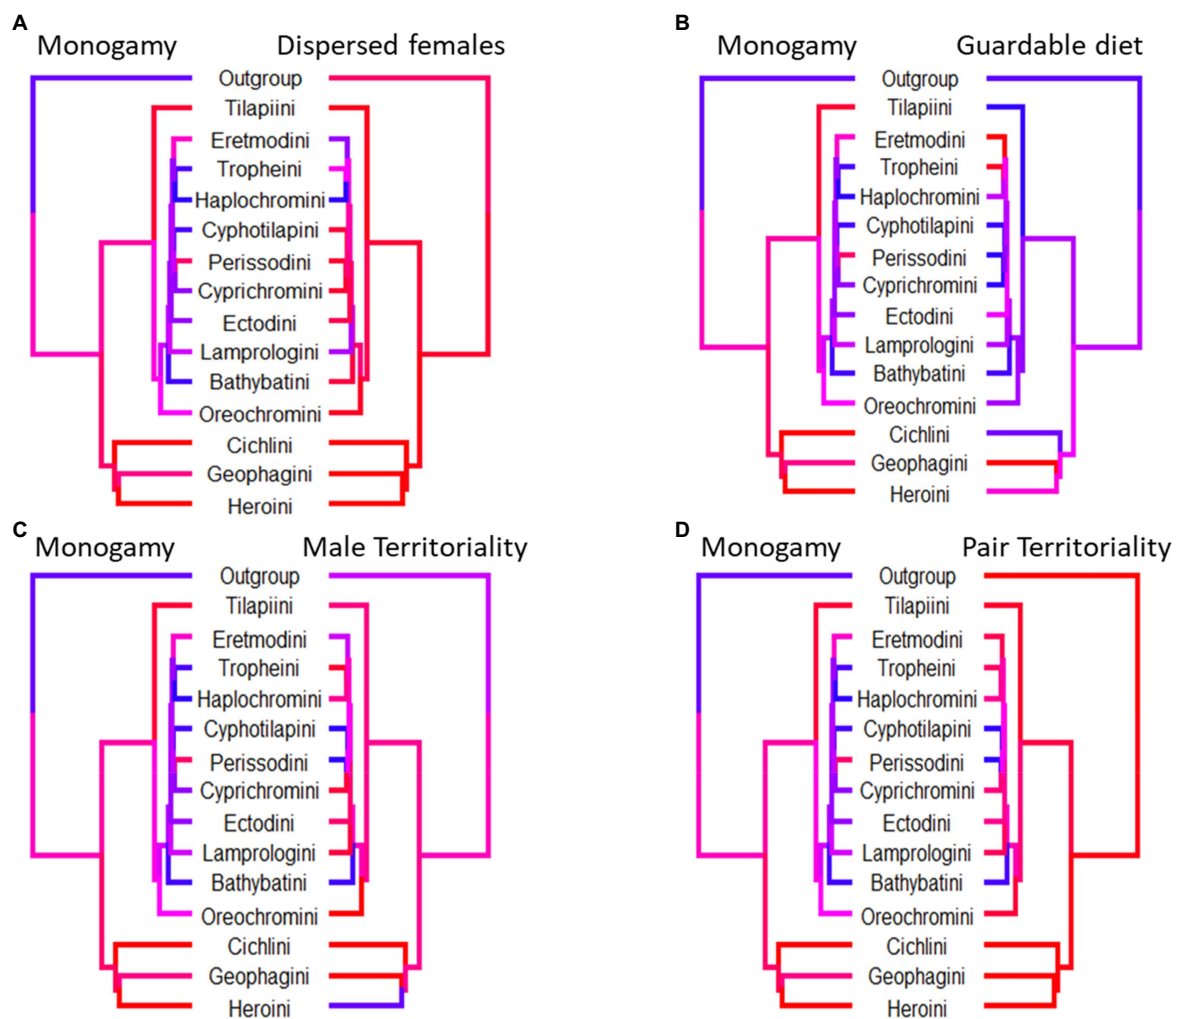 A
Monogamy Dispersed females
Outgroup
Tilapiini
Eretmodini
Tropheini
Haplochromini
Cyphotilapini
Perissodini
Cyprichromini
Ectodini
Lamprologini
Bathybatini
Oreochromini
Cichlini
Geophagini
Heroini
B
Monogamy Guardable diet
Outgroup
Tilapiini
Eretmodini
Tropheini
Haplochromini
Cyphotilapini
Perissodini
Cyprichromini
Ectodini
Lamprologini
Bathybatini
Oreochromini
Cichlini
Geophagini
Heroini
C
Monogamy Male Territoriality
Outgroup
Tilapiini
Eretmodini
Tropheini
Haplochromini
Cyphotilapini
Perissodini
Cyprichromini
Ectodini
Lamprologini
Bathybatini
Oreochromini
Cichlini
Geophagini
Heroini
D
Monogamy Pair Territoriality
Outgroup
Tilapiini
Eretmodini
Tropheini
Haplochromini
Cyphotilapini
Perissodini
Cyprichromini
Ectodini
Lamprologini
Bathybatini
Oreochromini
Cichlini
Geophagini
Heroini